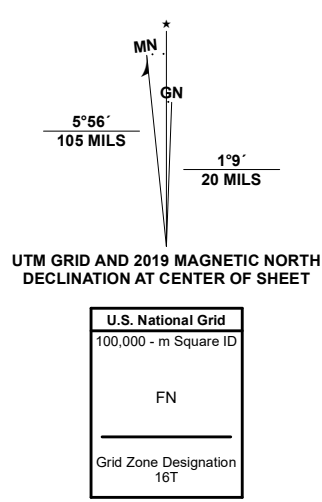 MN
GN
5°56´
105 MILS
1°9´
20 MILS
UTM GRID AND 2019 MAGNETIC NORTH
DECLINATION AT CENTER OF SHEET
U.S. National Grid
100,000 - m Square ID
FN
Grid Zone Designation
16T